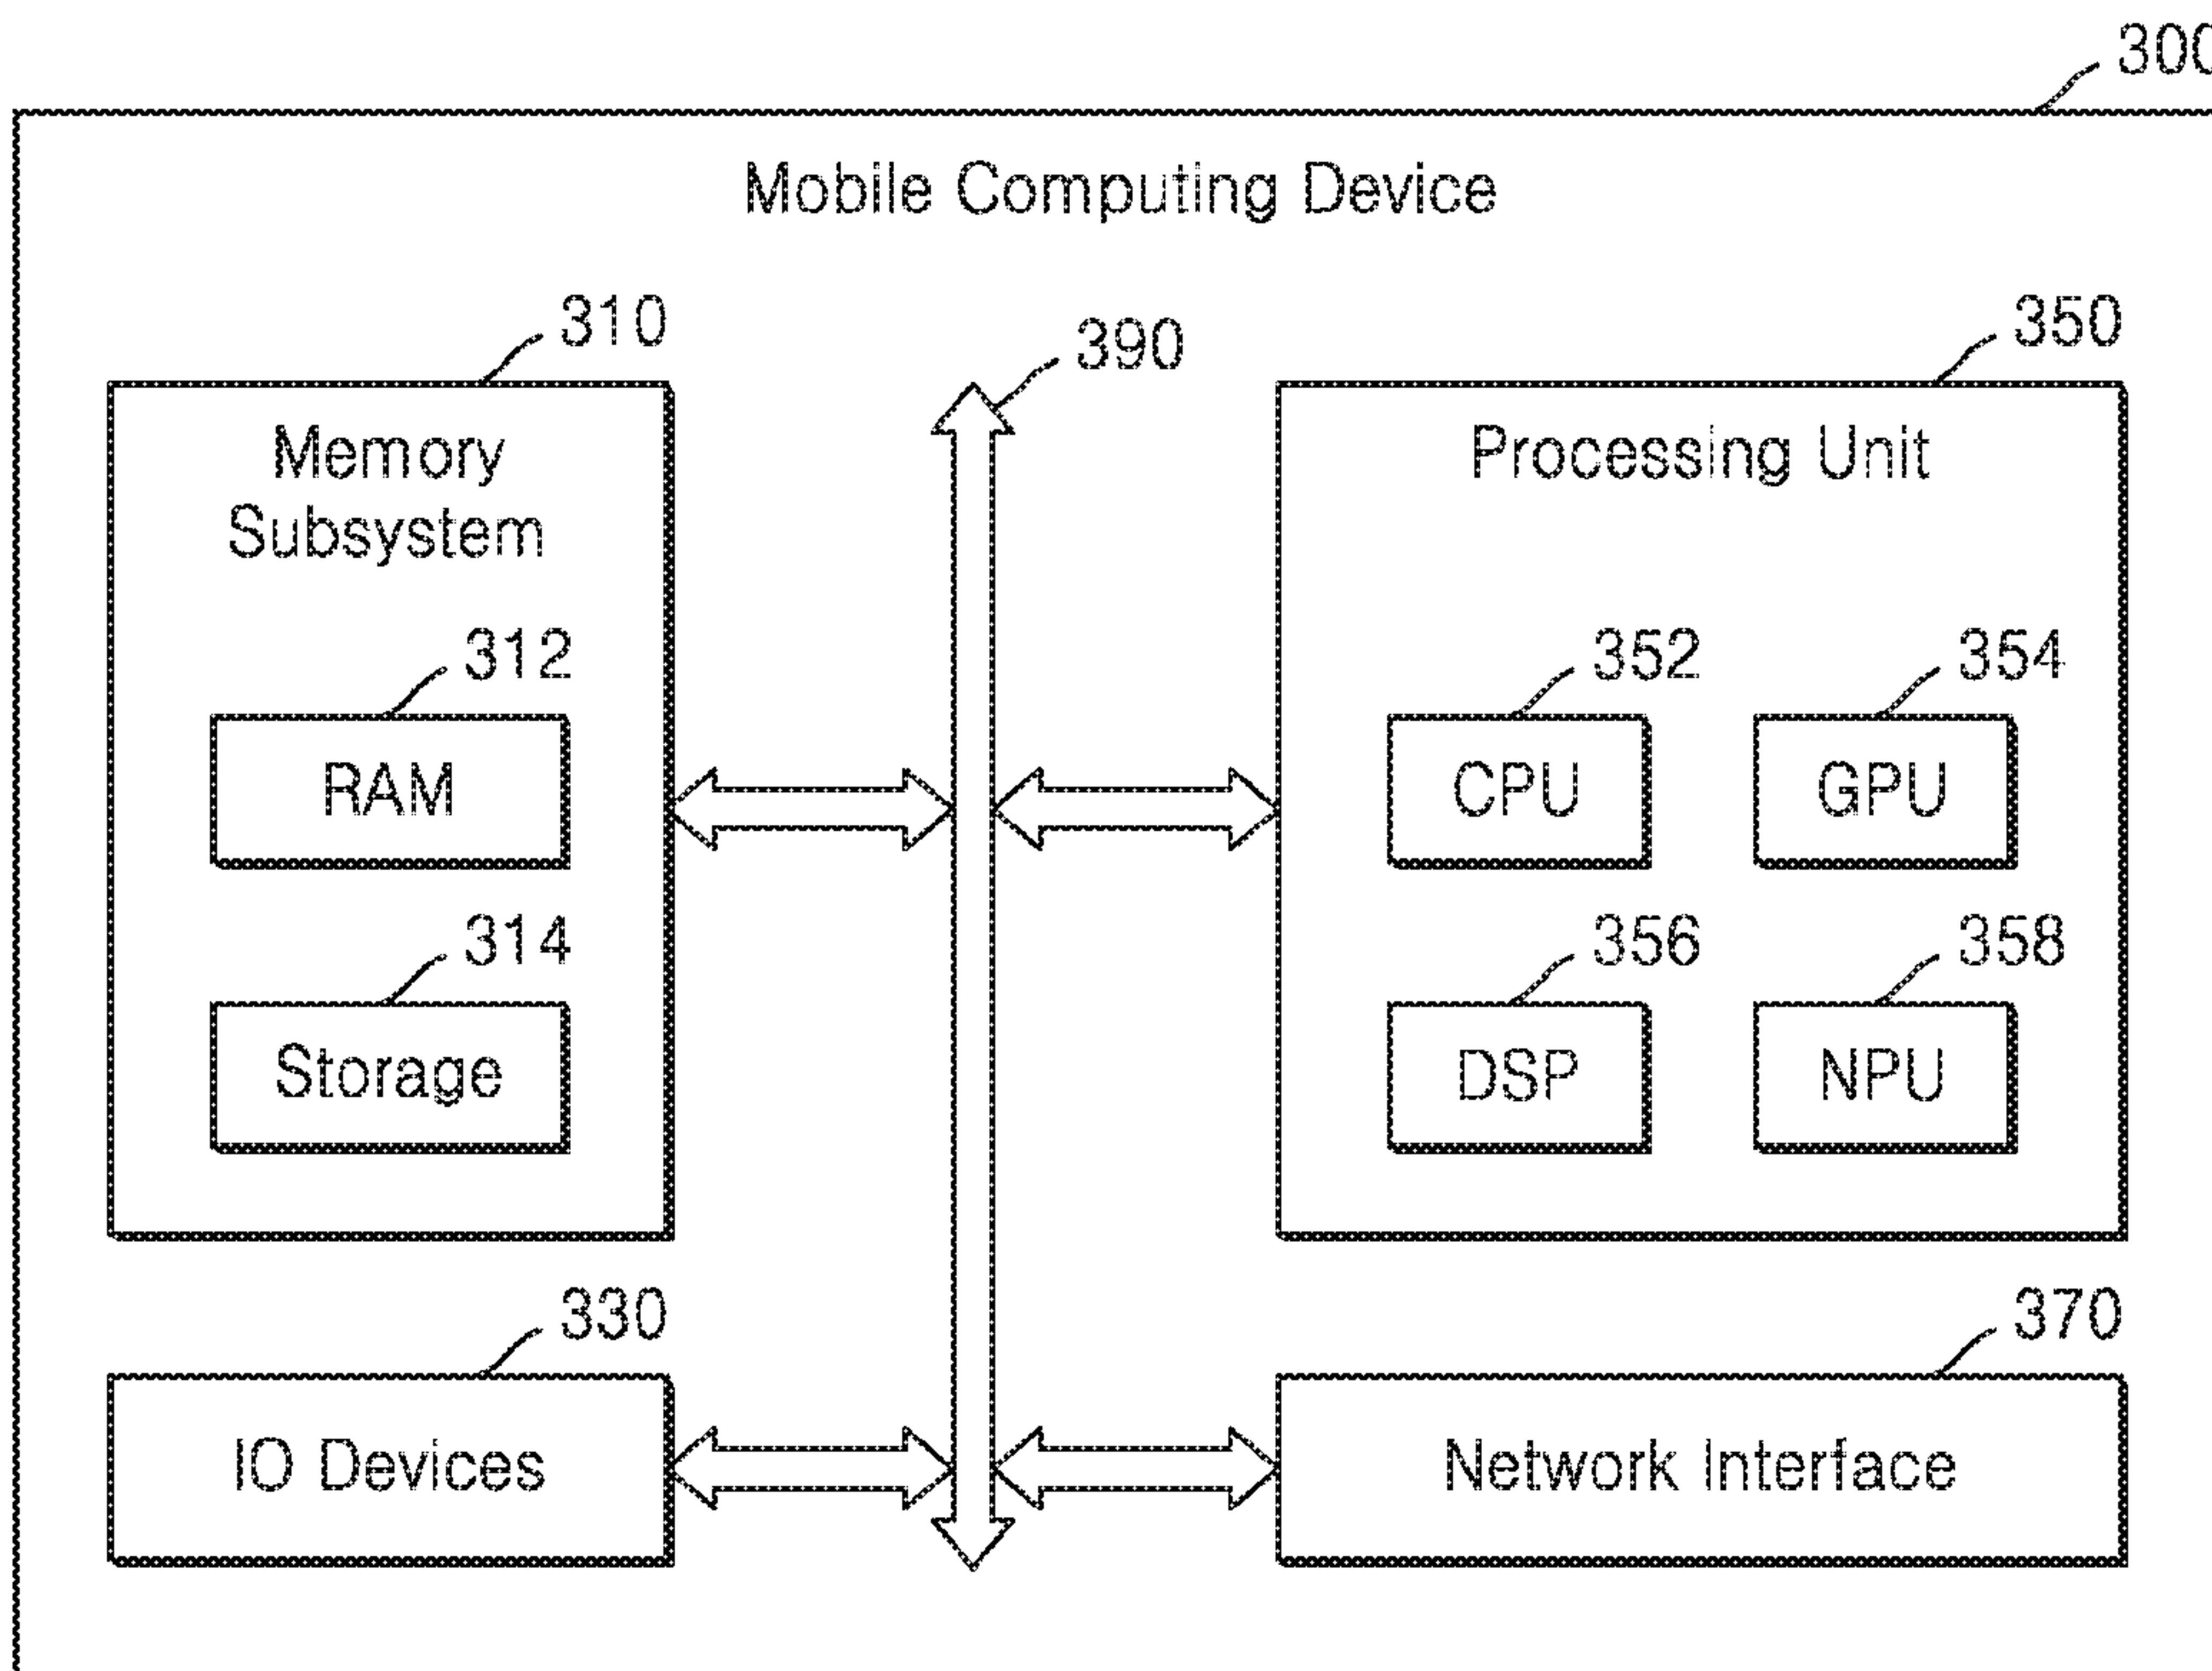 300
Mobile Computing Device
310
390
350
Memory
Subsystem
Processing Unit
312
352
354
RAM
CPU
GPU
314
356
358
Storage
DSP
NPU
330
370
IO Devices
Network Interface